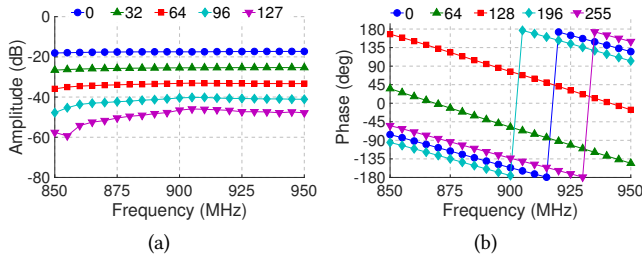 0 32 64 96 127
0
-20
-40
-60
-80
Amplitude (dB)
850 875 900 925 950
Frequency (MHz)
(a)
0 64 128 196 255
180
135
90
45
0
-45
-90
-135
-180
Phase (deg)
850 875 900 925 950
Frequency (MHz)
(b)